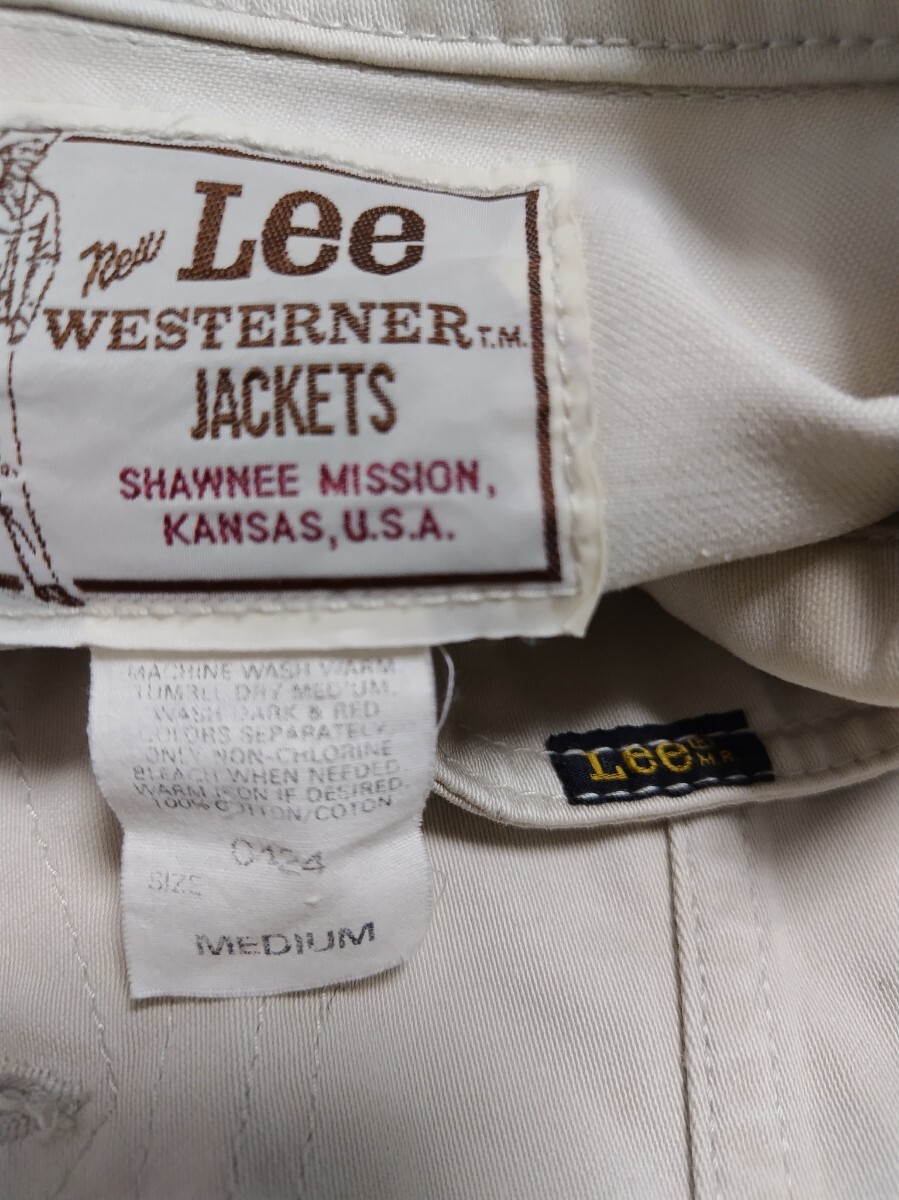 New Lee
WESTERNER T.M.
JACKETS
SHAWNEE MISSION,
KANSAS, U.S.A.
MACHINE WASH WARM
TUMBLE DRY MEDIUM.
WASH DARK & RED
COLORS SEPARATELY.
ONLY NON-CHLORINE
BLEACH WHEN NEEDED
WARM IRON IF DESIRED.
100% COTTON/COTON
0124
SIZE
MEDIUM
Lee M.R.